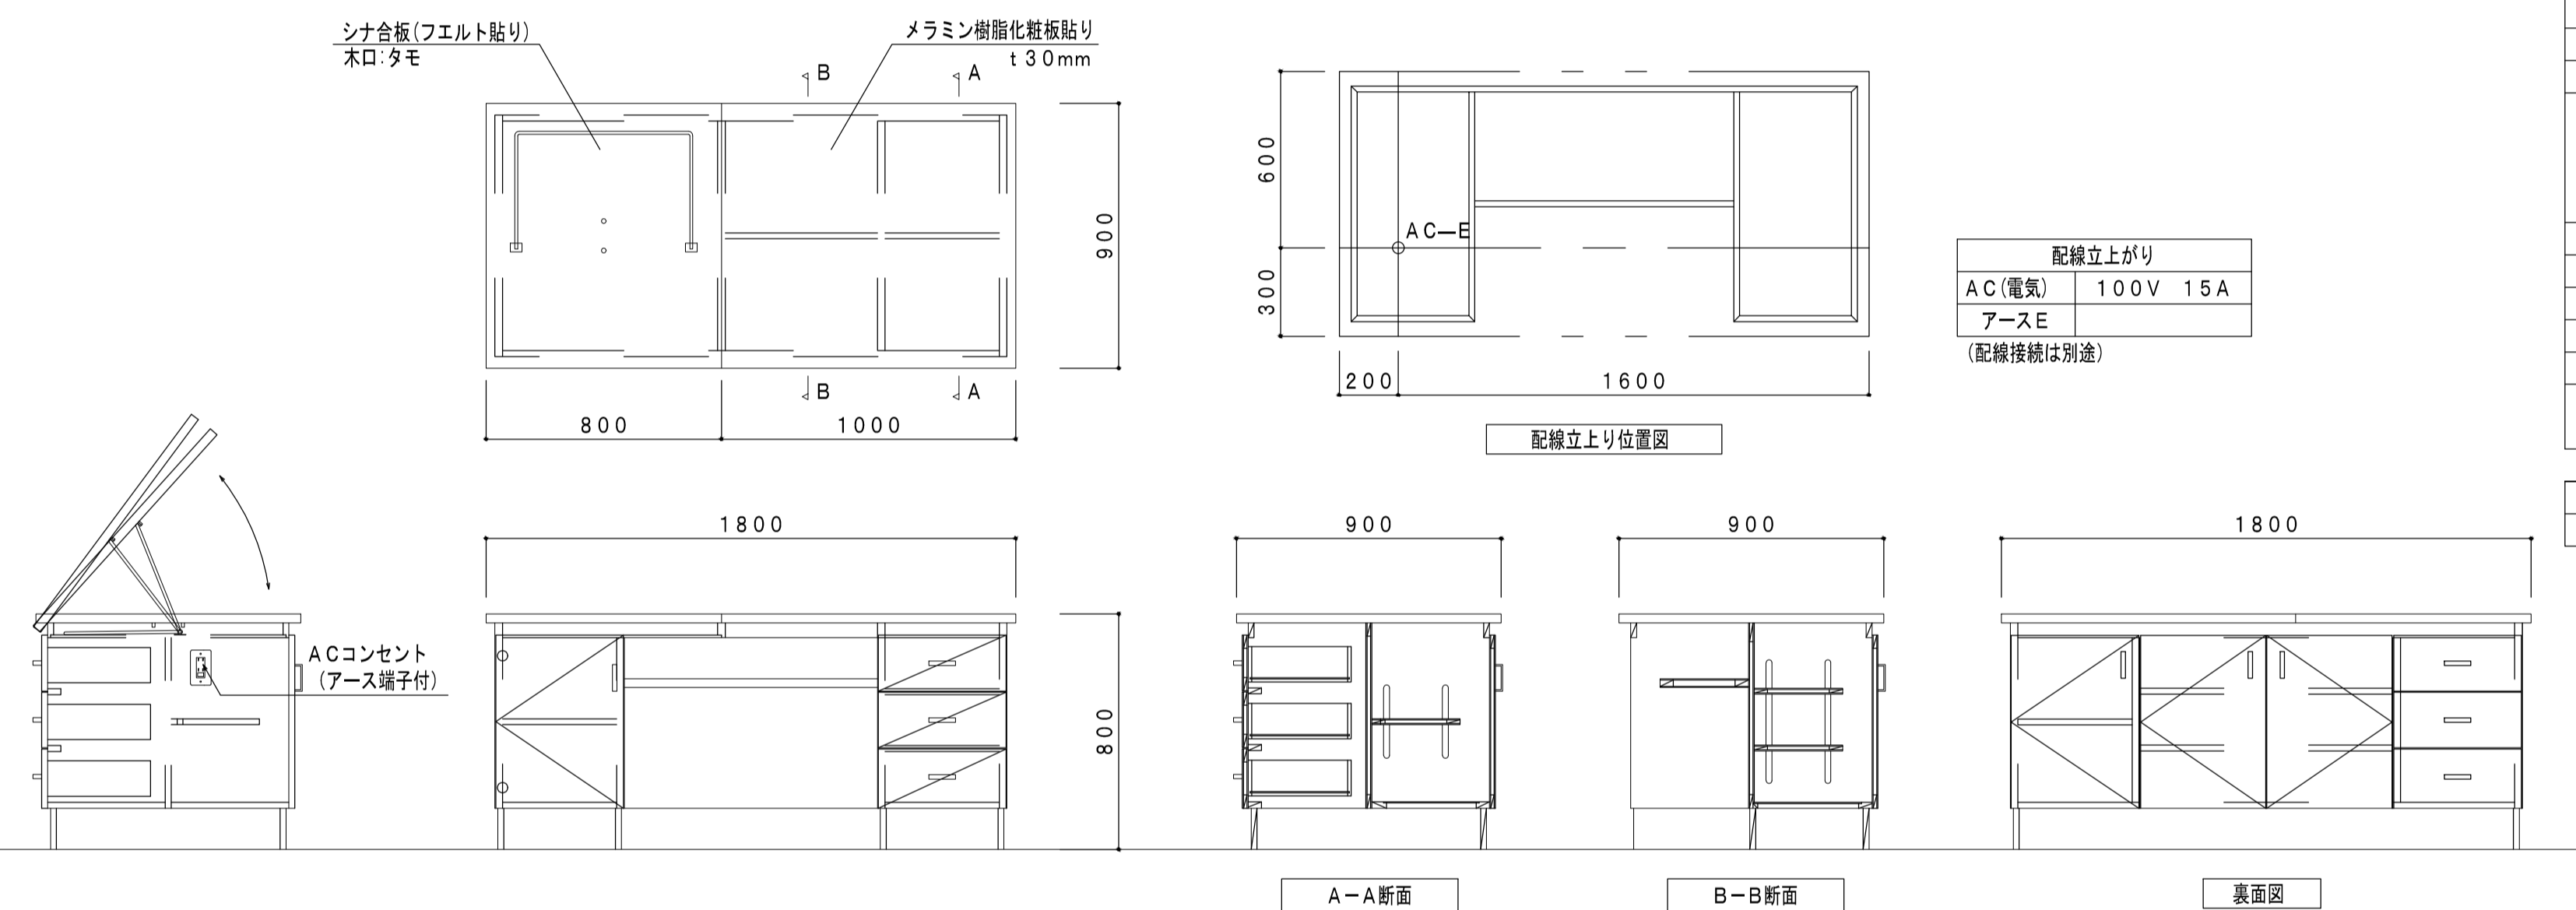 シナ合板(フエルト貼り)
木口:タモ
メラミン樹脂化粧板貼り
t30mm
B
A
900
B
A
800
1000
600
300
AC—E
200
1600
配線立上り位置図
配線立上がり
AC(電気) 100V 15A
アースE
(配線接続は別途)
ACコンセント
(アース端子付)
1800
800
900
A-A断面
900
B-B断面
1800
裏面図